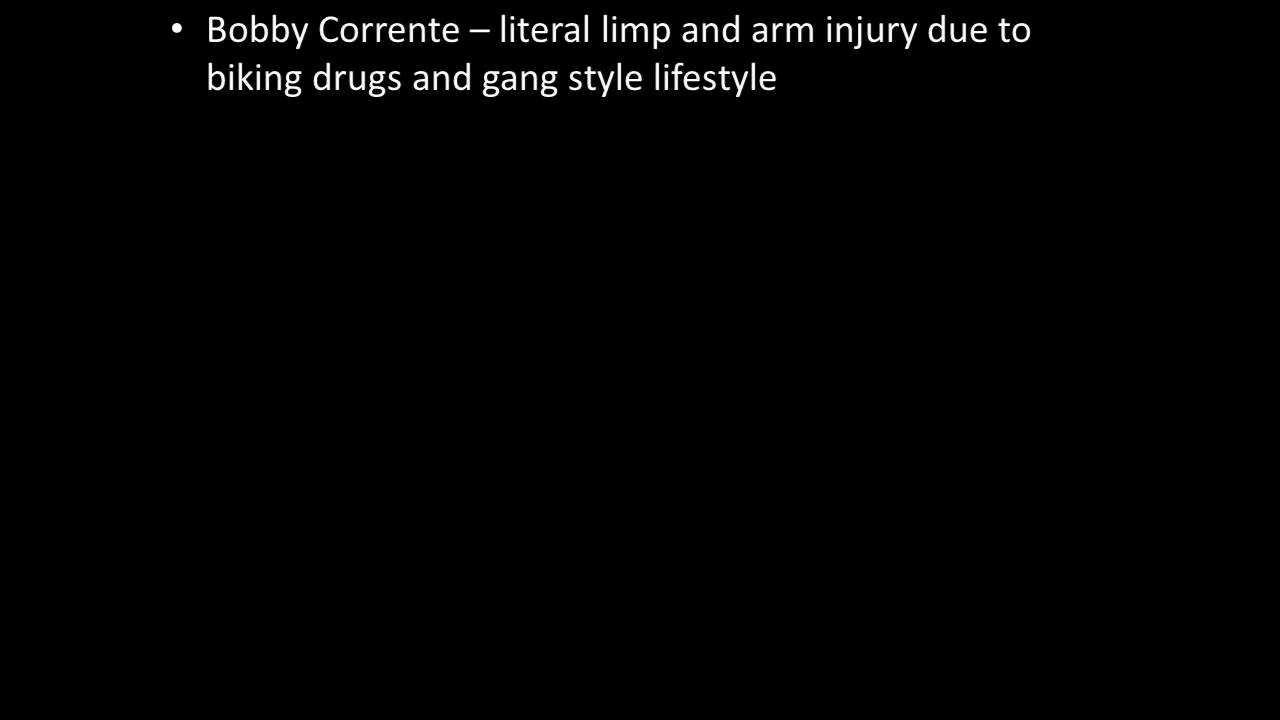 • Bobby Corrente – literal limp and arm injury due to
biking drugs and gang style lifestyle